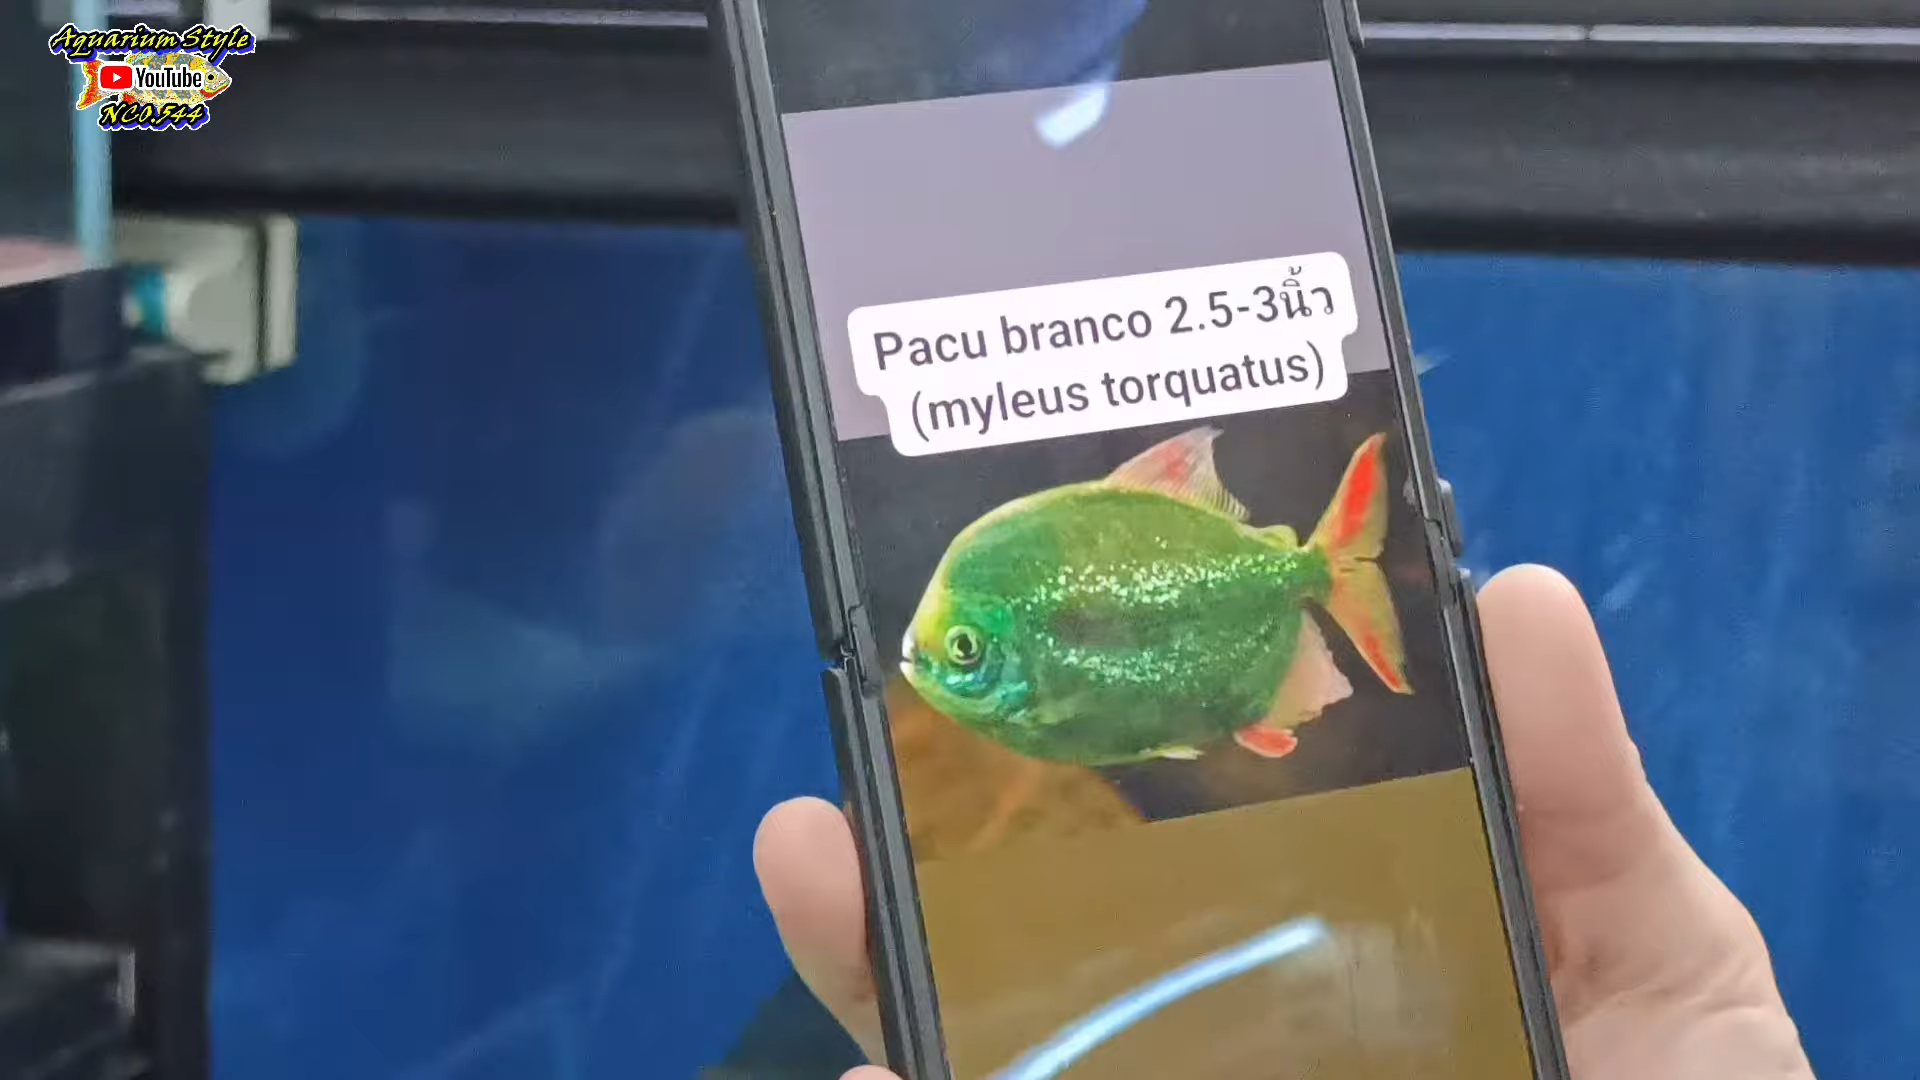 Aquarium Style
YouTube
NCO.544
Pacu branco 2.5-3นิ้ว
(myleus torquatus)